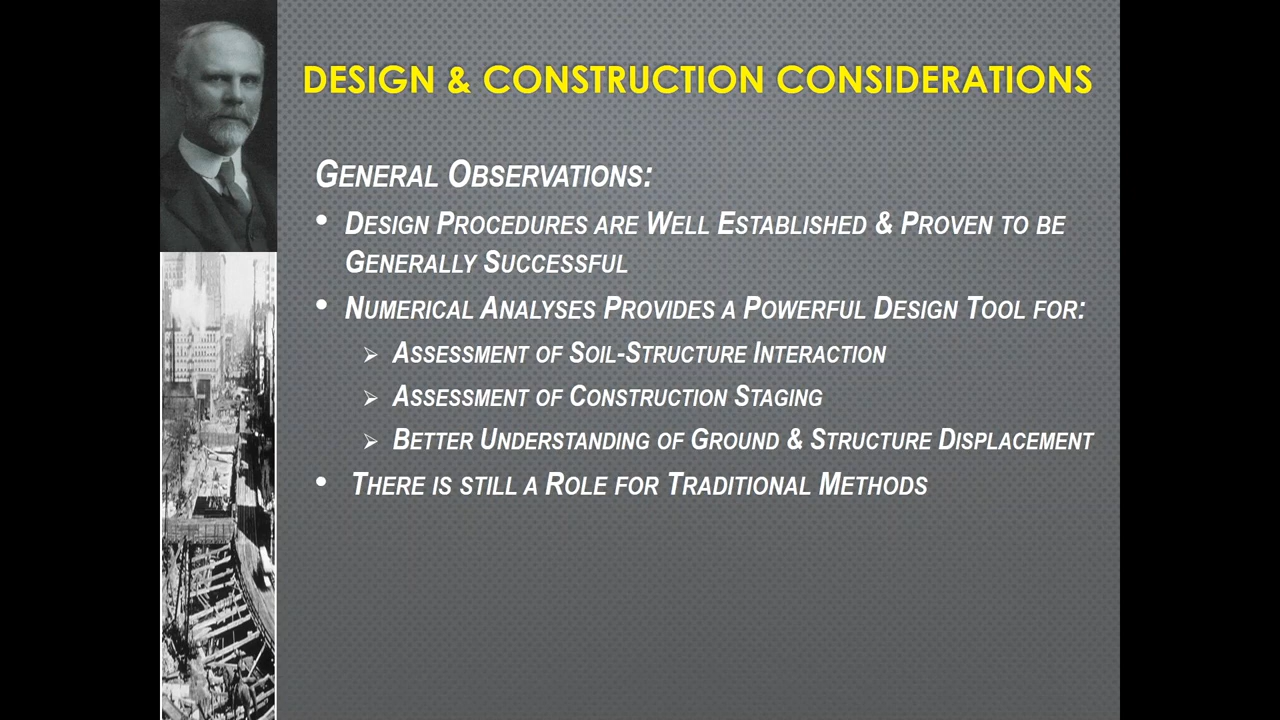 DESIGN & CONSTRUCTION CONSIDERATIONS
GENERAL OBSERVATIONS:
• DESIGN PROCEDURES ARE WELL ESTABLISHED & PROVEN TO BE
GENERALLY SUCCESSFUL
• NUMERICAL ANALYSES PROVIDES A POWERFUL DESIGN TOOL FOR:
➢ ASSESSMENT OF SOIL-STRUCTURE INTERACTION
➢ ASSESSMENT OF CONSTRUCTION STAGING
➢ BETTER UNDERSTANDING OF GROUND & STRUCTURE DISPLACEMENT
• THERE IS STILL A ROLE FOR TRADITIONAL METHODS